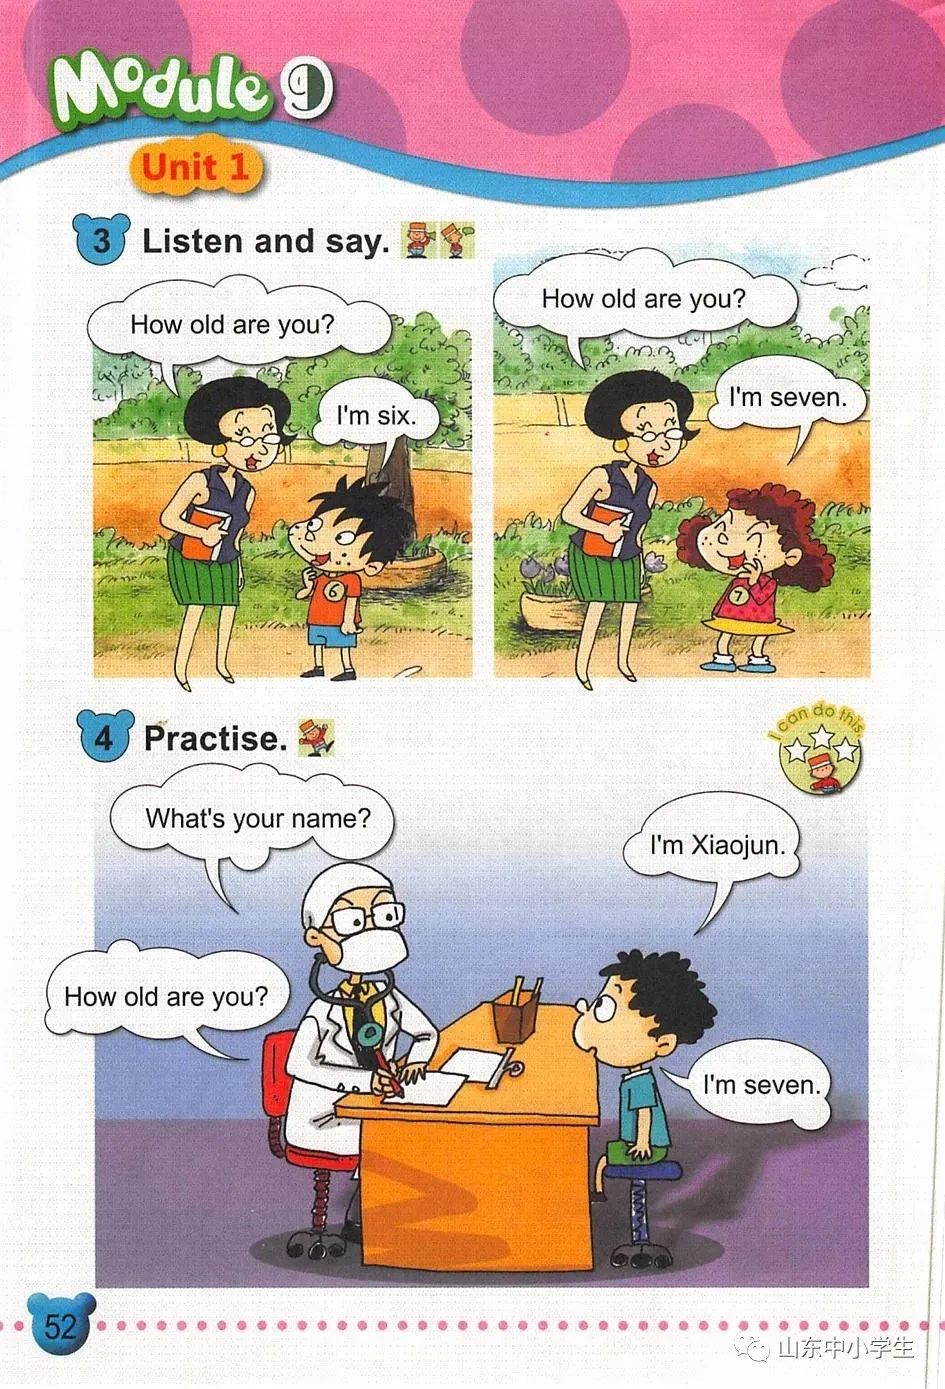 Module 9
Unit 1
3 Listen and say.
How old are you?
I'm six.
6
How old are you?
I'm seven.
7
4 Practise.
I can do this.
What's your name?
I'm Xiaojun.
How old are you?
I'm seven.
52
山东中小学生